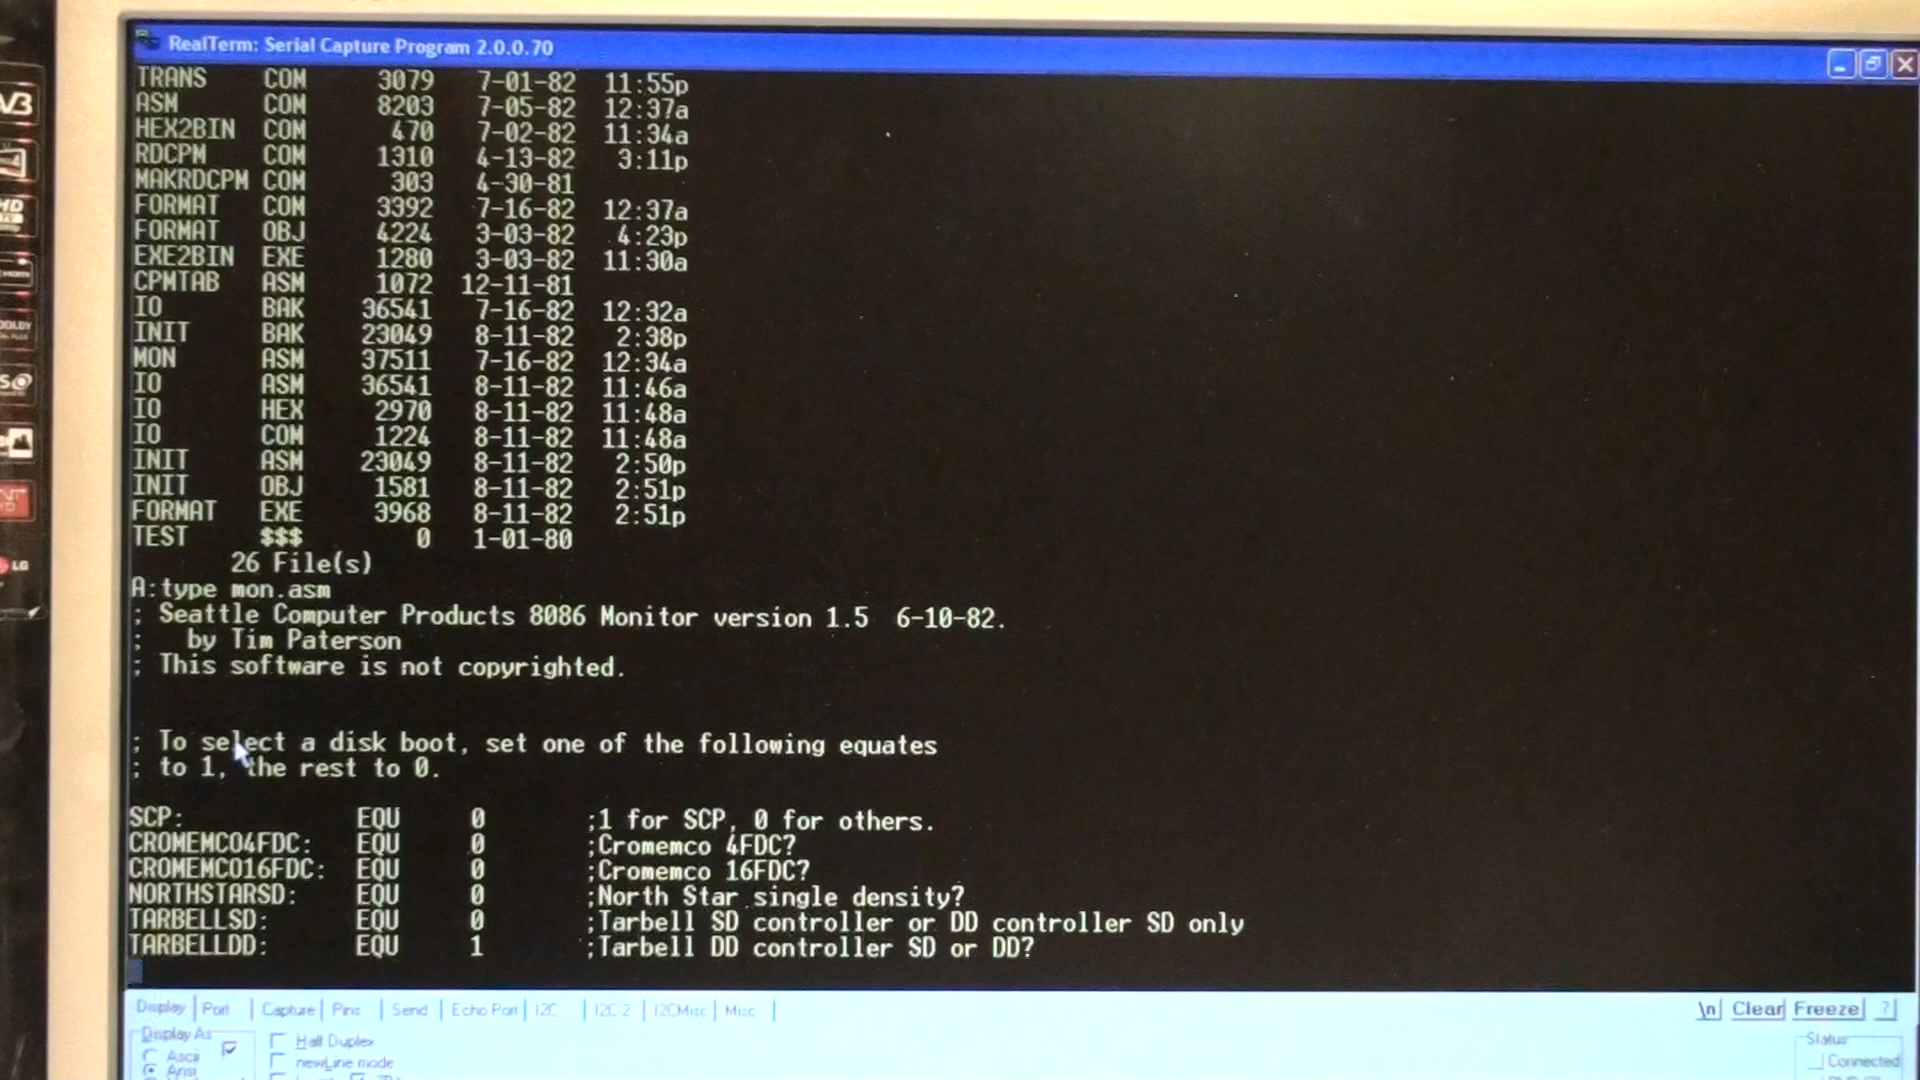 RealTerm: Serial Capture Program 2.0.0.70
TRANS COM 3079 7-01-82 11:55p
ASM COM 8203 7-05-82 12:37a
HEX2BIN COM 470 7-02-82 11:34a
RDCPM COM 1310 4-13-82 3:11p
MAKRDCPM COM 303 4-30-81
FORMAT COM 3392 7-16-82 12:37a
FORMAT OBJ 4224 3-03-82 4:23p
EXE2BIN EXE 1280 3-03-82 11:30a
CPMTAB ASM 1072 12-11-81
IO BAK 36541 7-16-82 12:32a
INIT BAK 23049 8-11-82 2:38p
MON ASM 37511 7-16-82 12:34a
IO ASM 36541 8-11-82 11:46a
IO HEX 2970 8-11-82 11:48a
IO COM 1224 8-11-82 11:48a
INIT ASM 23049 8-11-82 2:50p
INIT OBJ 1581 8-11-82 2:51p
FORMAT EXE 3968 8-11-82 2:51p
TEST $$$ 0 1-01-80
26 File(s)
A:type mon.asm
; Seattle Computer Products 8086 Monitor version 1.5 6-10-82.
; by Tim Paterson
; This software is not copyrighted.
; To select a disk boot, set one of the following equates
; to 1, the rest to 0.
SCP: EQU 0 ;1 for SCP, 0 for others.
CROMEMCO4FDC: EQU 0 ;Cromemco 4FDC?
CROMEMCO16FDC: EQU 0 ;Cromemco 16FDC?
NORTHSTARSD: EQU 0 ;North Star single density?
TARBELLSD: EQU 0 ;Tarbell SD controller or DD controller SD only
TARBELLDD: EQU 1 ;Tarbell DD controller SD or DD?
Display Port Capture Pins Send Echo Port I2C I2C 2 I2CMisc Misc \n Clear Freeze ?
Display As Half Duplex Status
Ascii newLine mode Connected
Ansi
LG